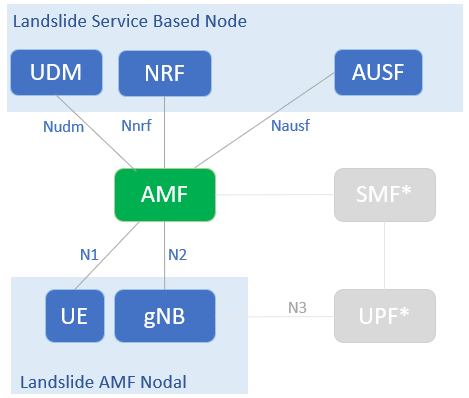 Landslide Service Based Node
UDM
NRF
AUSF
Nudm
Nnrf
Nausf
AMF
SMF*
N1
N2
UE
gNB
N3
UPF*
Landslide AMF Nodal